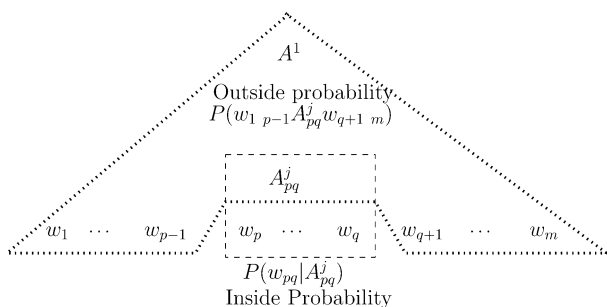 A^1
Outside probability
P(w_{1 p−1}A^j_{pq}w_{q+1 m})
A^j_{pq}
w_1 ⋯ w_{p−1} w_p ⋯ w_q w_{q+1} ⋯ w_m
P(w_{pq}|A^j_{pq})
Inside Probability